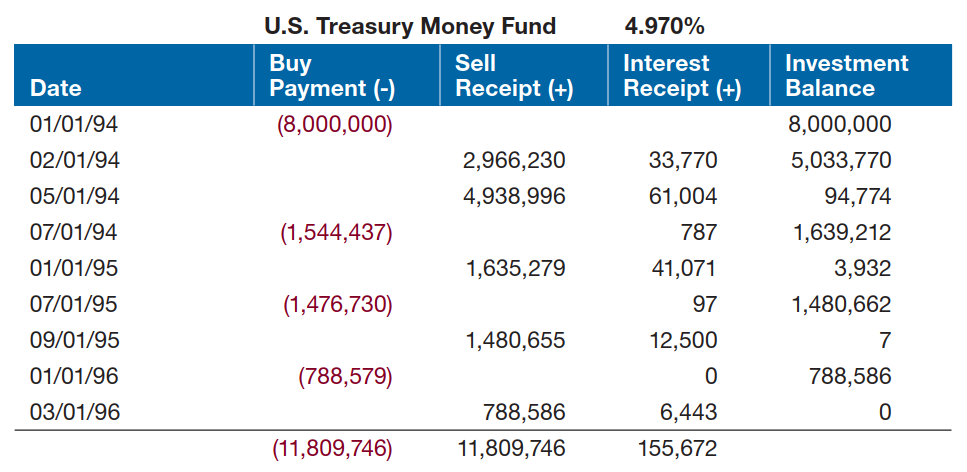 U.S. Treasury Money Fund 4.970%
Buy Sell Interest Investment
Date Payment (-) Receipt (+) Receipt (+) Balance
01/01/94 (8,000,000) 8,000,000
02/01/94 2,966,230 33,770 5,033,770
05/01/94 4,938,996 61,004 94,774
07/01/94 (1,544,437) 787 1,639,212
01/01/95 1,635,279 41,071 3,932
07/01/95 (1,476,730) 97 1,480,662
09/01/95 1,480,655 12,500 7
01/01/96 (788,579) 0 788,586
03/01/96 788,586 6,443 0
(11,809,746) 11,809,746 155,672